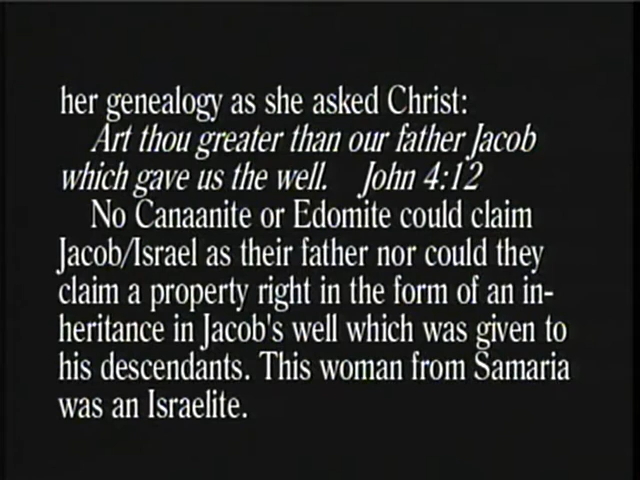 her genealogy as she asked Christ:
Art thou greater than our father Jacob
which gave us the well. John 4:12
No Canaanite or Edomite could claim
Jacob/Israel as their father nor could they
claim a property right in the form of an in-
heritance in Jacob's well which was given to
his descendants. This woman from Samaria
was an Israelite.